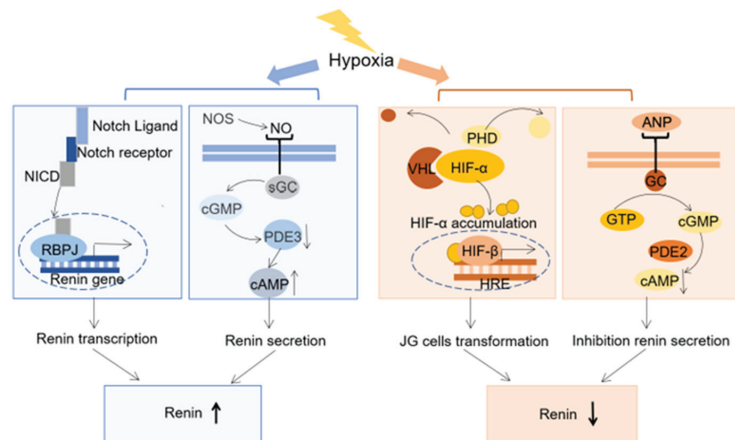 Hypoxia
Notch Ligand
Notch receptor
NICD
RBPJ
Renin gene
NOS
NO
sGC
cGMP
PDE3
cAMP
PHD
VHL
HIF-α
HIF-α accumulation
HIF-β
HRE
ANP
GC
GTP
cGMP
PDE2
cAMP
Renin transcription
Renin secretion
JG cells transformation
Inhibition renin secretion
Renin
Renin